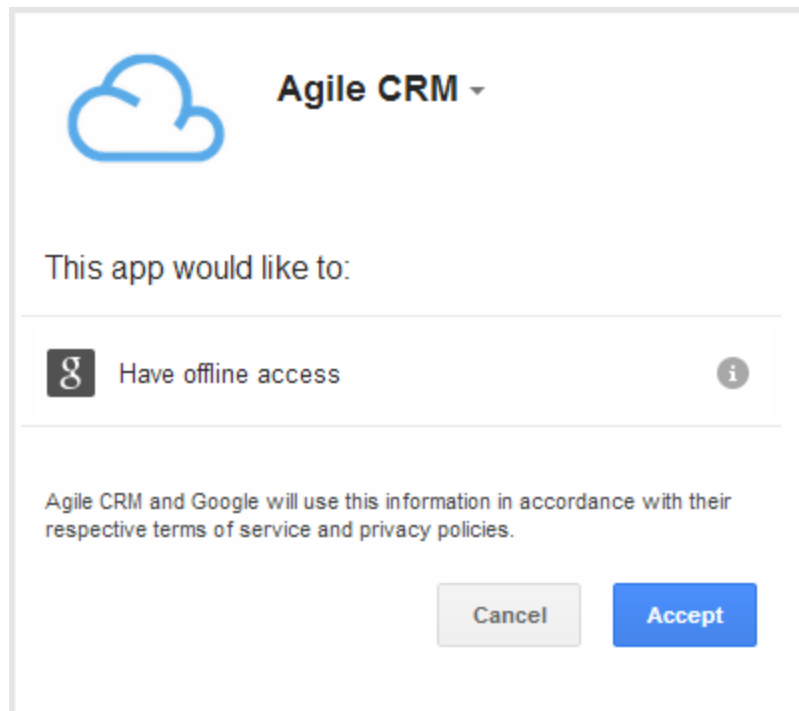 Agile CRM
This app would like to:
g Have offline access i
Agile CRM and Google will use this information in accordance with their
respective terms of service and privacy policies.
Cancel Accept